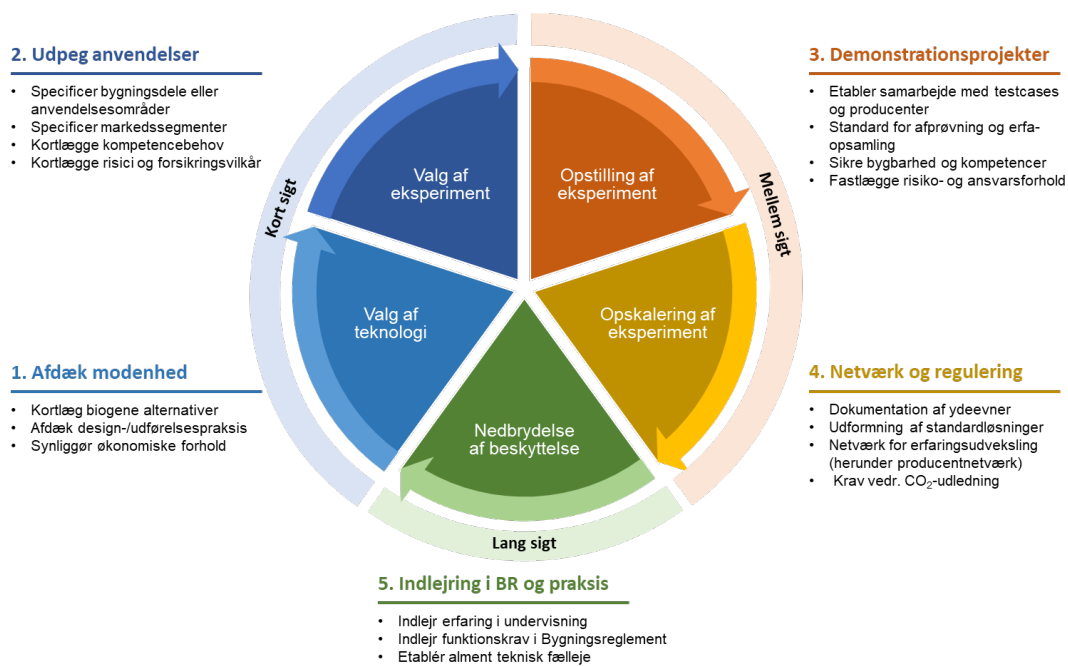 2. Udpeg anvendelser
• Specificer bygningsdele eller
anvendelsesområder
• Specificer markedssegmenter
• Kortlægge kompetencebehov
• Kortlægge risici og forsikringsvilkår
3. Demonstrationsprojekter
• Etabler samarbejde med testcases
og producenter
• Standard for afprøvning og erfa-
opsamling
• Sikre bygbarhed og kompetencer
• Fastlægge risiko- og ansvarsforhold
Kort sigt
Valg af
eksperiment
Opstilling af
eksperiment
Mellem sigt
Valg af
teknologi
Opskalering af
eksperiment
Nedbrydelse
af beskyttelse
Lang sigt
1. Afdæk modenhed
• Kortlæg biogene alternativer
• Afdæk design-/udførelsespraksis
• Synliggør økonomiske forhold
4. Netværk og regulering
• Dokumentation af ydeevner
• Udformning af standardløsninger
• Netværk for erfaringsudveksling
(herunder producentnetværk)
• Krav vedr. CO₂-udledning
5. Indlejring i BR og praksis
• Indlejr erfaring i undervisning
• Indlejr funktionskrav i Bygningsreglement
• Etablér alment teknisk fælleje